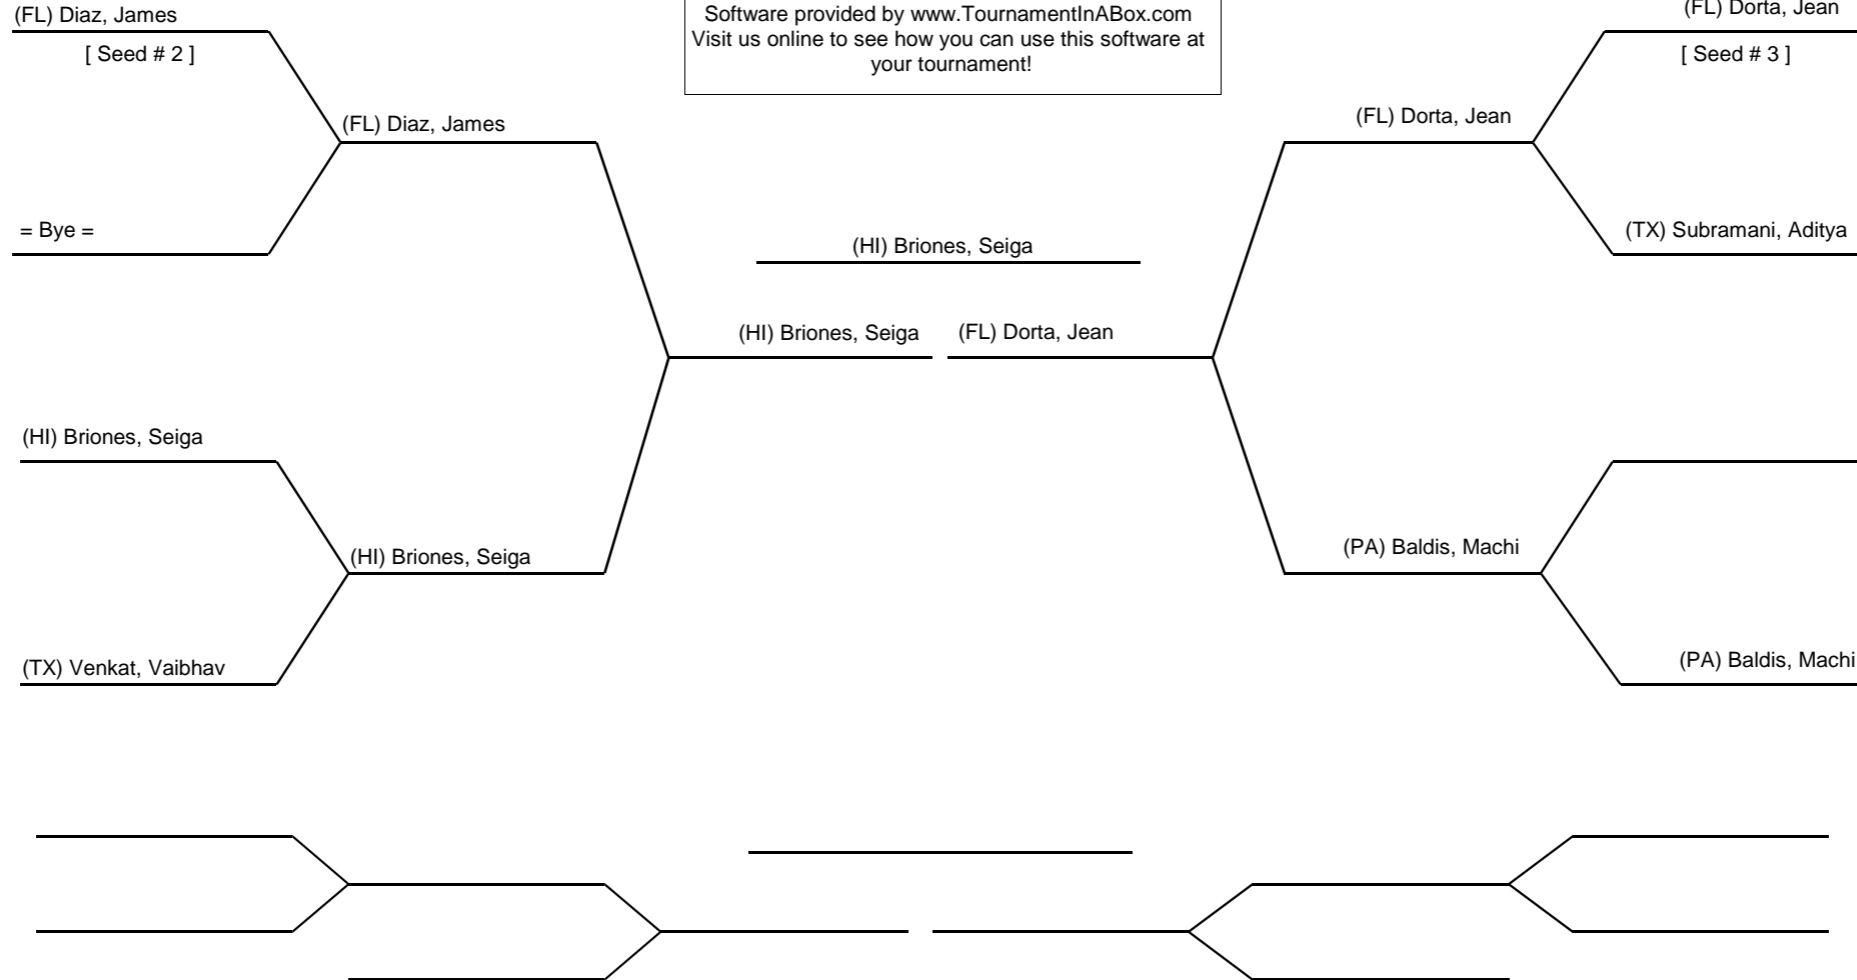 (FL) Diaz, James
Software provided by www.TournamentInABox.com
(FL) Dorta, Jean
[ Seed # 2 ]
Visit us online to see how you can use this software at
[ Seed # 3 ]
your tournament!
(FL) Diaz, James
(FL) Dorta, Jean
= Bye =
(HI) Briones, Seiga
(TX) Subramani, Aditya
(HI) Briones, Seiga
(FL) Dorta, Jean
(HI) Briones, Seiga
(HI) Briones, Seiga
(PA) Baldis, Machi
(TX) Venkat, Vaibhav
(PA) Baldis, Machi